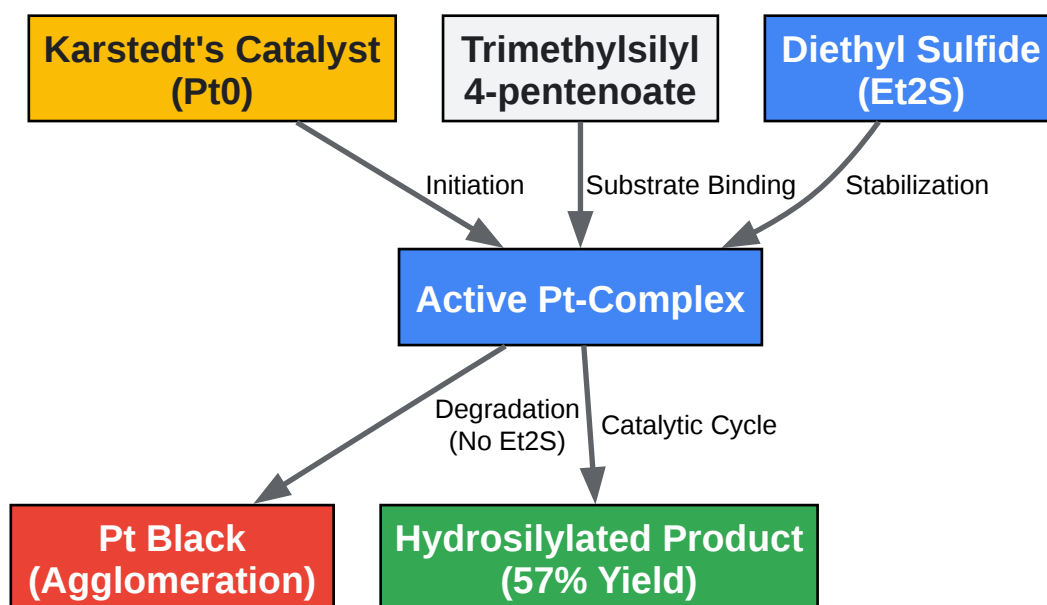 Karstedt's Catalyst
(Pt0)
Trimethylsilyl
4-pentenoate
Diethyl Sulfide
(Et2S)
Initiation
Substrate Binding
Stabilization
Active Pt-Complex
Degradation
(No Et2S)
Catalytic Cycle
Pt Black
(Agglomeration)
Hydrosilylated Product
(57% Yield)